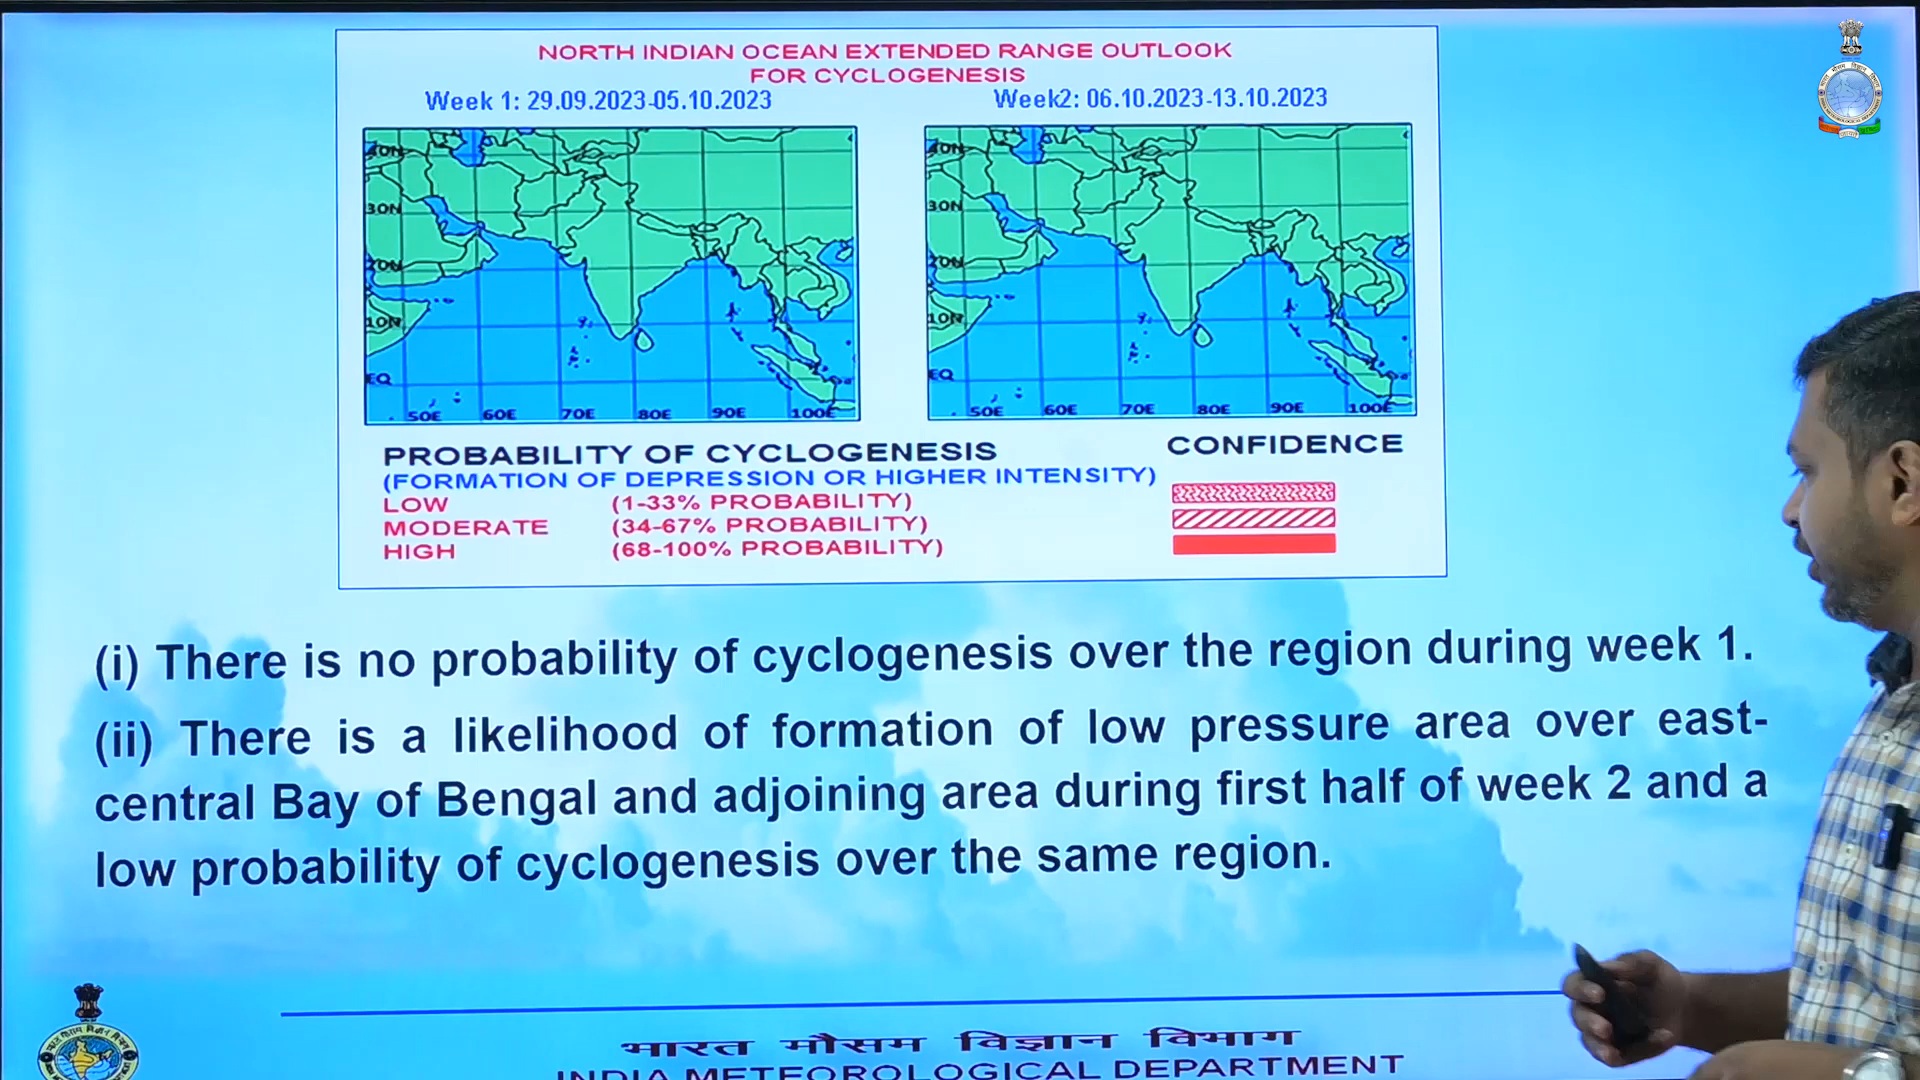 NORTH INDIAN OCEAN EXTENDED RANGE OUTLOOK
FOR CYCLOGENESIS
Week 1: 29.09.2023-05.10.2023
Week2: 06.10.2023-13.10.2023
40N
30N
20N
10N
EQ
50E 60E 70E 80E 90E 100E
40N
30N
20N
10N
EQ
50E 60E 70E 80E 90E 100E
PROBABILITY OF CYCLOGENESIS
CONFIDENCE
(FORMATION OF DEPRESSION OR HIGHER INTENSITY)
LOW (1-33% PROBABILITY)
MODERATE (34-67% PROBABILITY)
HIGH (68-100% PROBABILITY)
(i) There is no probability of cyclogenesis over the region during week 1.
(ii) There is a likelihood of formation of low pressure area over east-
central Bay of Bengal and adjoining area during first half of week 2 and a
low probability of cyclogenesis over the same region.
भारत मौसम विज्ञान विभाग
INDIA METEOROLOGICAL DEPARTMENT